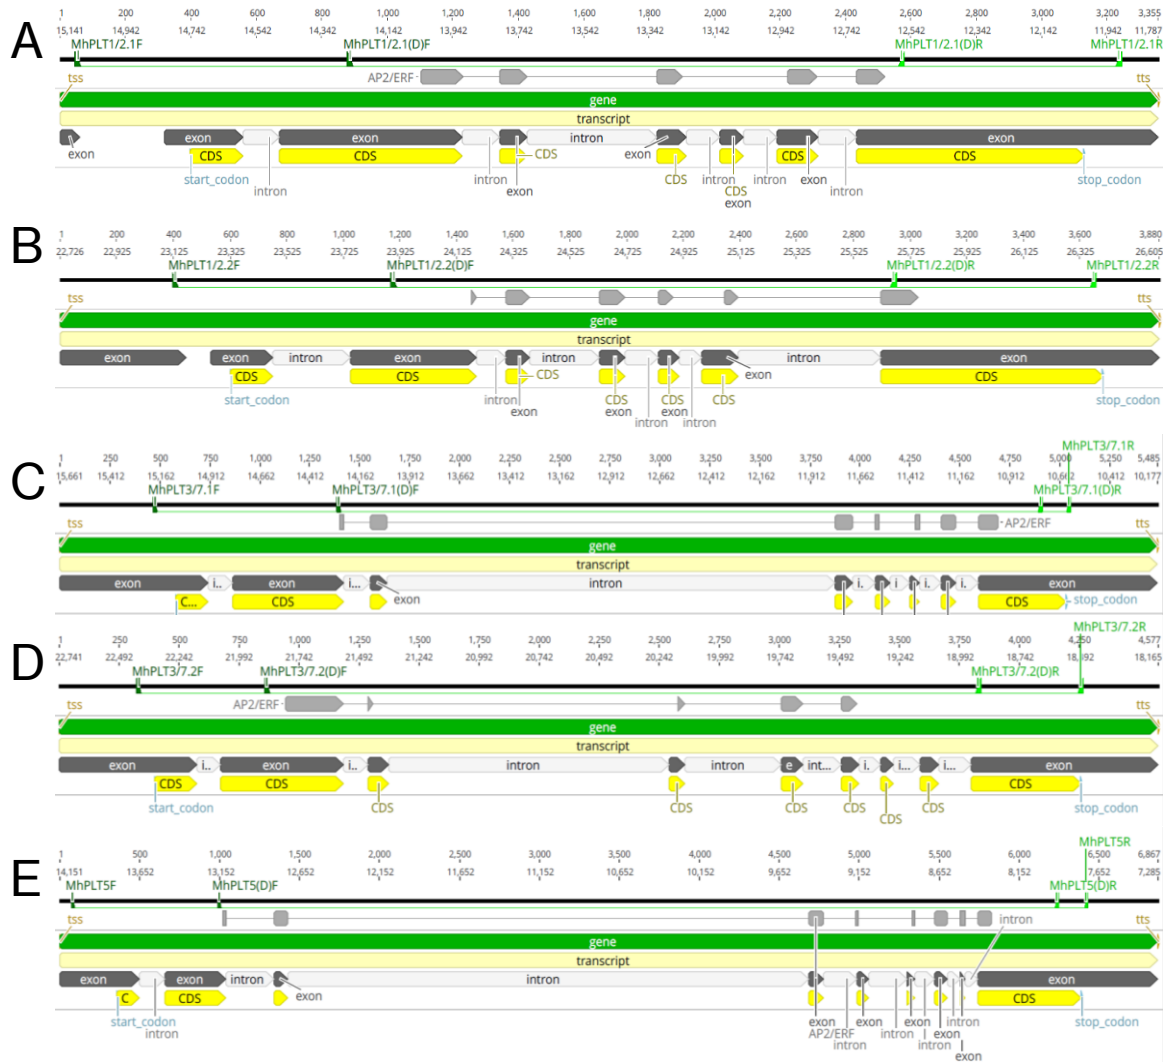 A
1 200 400 600 800 1,000 1,200 1,400 1,600 1,800 2,000 2,200 2,400 2,600 2,800 3,000 3,200 3,355
15,141 14,942 14,742 14,542 14,342 14,142 13,942 13,742 13,542 13,342 13,142 12,942 12,742 12,542 12,342 12,142 11,942 11,787
MhPLT1/2.1F MhPLT1/2.1(D)F MhPLT1/2.1(D)R MhPLT1/2.1R
tss AP2/ERF tts
gene
transcript
exon exon exon intron exon
exon CDS CDS CDS exon CDS CDS
start_codon intron intron exon CDS intron CDS exon intron exon intron stop_codon
B
1 200 400 600 800 1,000 1,200 1,400 1,600 1,800 2,000 2,200 2,400 2,600 2,800 3,000 3,200 3,400 3,600 3,880
22,726 22,925 23,125 23,325 23,525 23,725 23,925 24,125 24,325 24,525 24,725 24,925 25,125 25,325 25,525 25,725 25,925 26,125 26,325 26,605
MhPLT1/2.2F MhPLT1/2.2(D)F MhPLT1/2.2(D)R MhPLT1/2.2R
tss tts
gene
transcript
exon exon intron exon intron intron exon
CDS CDS CDS exon CDS
start_codon intron exon CDS exon CDS exon CDS stop_codon
intron intron
C
MhPLT3/7.1R
1 250 500 750 1,000 1,250 1,500 1,750 2,000 2,250 2,500 2,750 3,000 3,250 3,500 3,750 4,000 4,250 4,500 4,750 5,000 5,250 5,485
15,661 15,412 15,162 14,912 14,662 14,412 14,162 13,912 13,662 13,412 13,162 12,912 12,662 12,412 12,162 11,912 11,662 11,412 11,162 10,912 10,412 10,177
MhPLT3/7.1F MhPLT3/7.1(D)F MhPLT3/7.1(D)R
tss AP2/ERF tts
gene
transcript
exon i.. exon i... intron i. i i. i. exon
C... CDS exon CDS stop_codon
D
MhPLT3/7.2R
1 250 500 750 1,000 1,250 1,500 1,750 2,000 2,250 2,500 2,750 3,000 3,250 3,500 3,750 4,000 4,250 4,577
22,741 22,492 22,242 21,992 21,742 21,492 21,242 20,992 20,742 20,492 20,242 19,992 19,742 19,492 19,242 18,992 18,742 18,165
MhPLT3/7.2F MhPLT3/7.2(D)F MhPLT3/7.2(D)R
tss AP2/ERF tts
gene
transcript
exon i.. exon i.. intron intron e int... i. i... i... exon
CDS CDS CDS
start_codon CDS CDS CDS CDS CDS CDS stop_codon
E
MhPLT5R
1 500 1,000 1,500 2,000 2,500 3,000 3,500 4,000 4,500 5,000 5,500 6,000 6,500 6,867
14,151 13,652 13,152 12,652 12,152 11,652 11,152 10,652 10,152 9,652 9,152 8,652 8,152 7,652 7,285
MhPLT5F MhPLT5(D)F MhPLT5(D)R
tss intron tts
gene
transcript
exon exon intron intron exon
C CDS exon CDS
start_codon exon exon exon intron stop_codon
intron AP2/ERF intron intron intron exon
exon